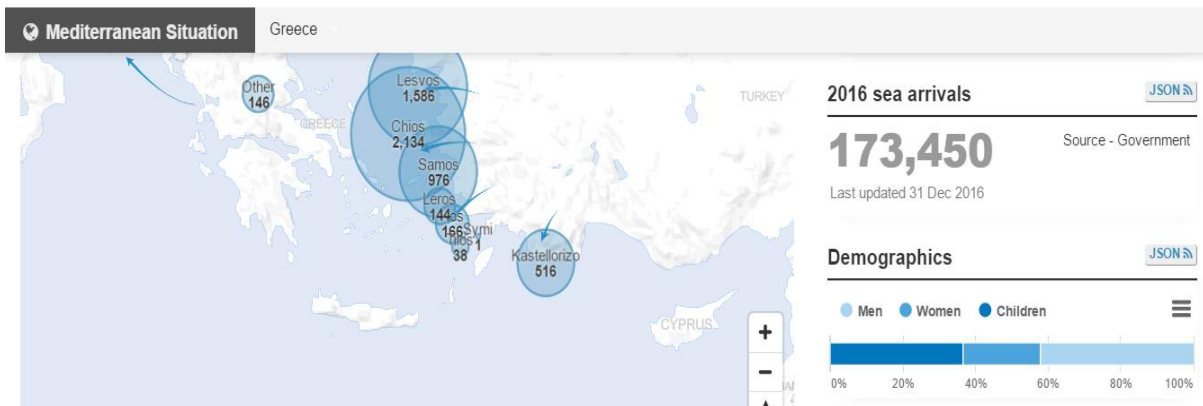 Mediterranean Situation
Greece
Other
146
Lesvos
1,586
TURKEY
GREECE
Chios
2,134
Samos
976
Leros
144
166
Symi
1
38
Kastellorizo
516
CYPRUS
+
−
2016 sea arrivals
JSON
173,450
Source - Government
Last updated 31 Dec 2016
Demographics
JSON
Men Women Children
0% 20% 40% 60% 80% 100%